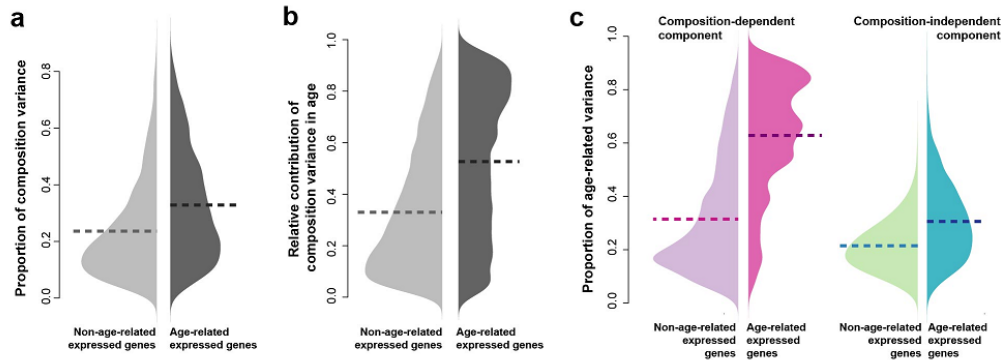 a
Proportion of composition variance
0.8
0.6
0.4
0.2
0.0
Non-age-related
expressed genes
Age-related
expressed genes
b
Relative contribution of
composition variance in age
1.0
0.8
0.6
0.4
0.2
0.0
Non-age-related
expressed genes
Age-related
expressed genes
c
Composition-dependent
component
Composition-independent
component
Proportion of age-related variance
1.0
0.8
0.6
0.4
0.2
0.0
Non-age-related
expressed
genes
Age-related
expressed
genes
Non-age-related
expressed
genes
Age-related
expressed
genes